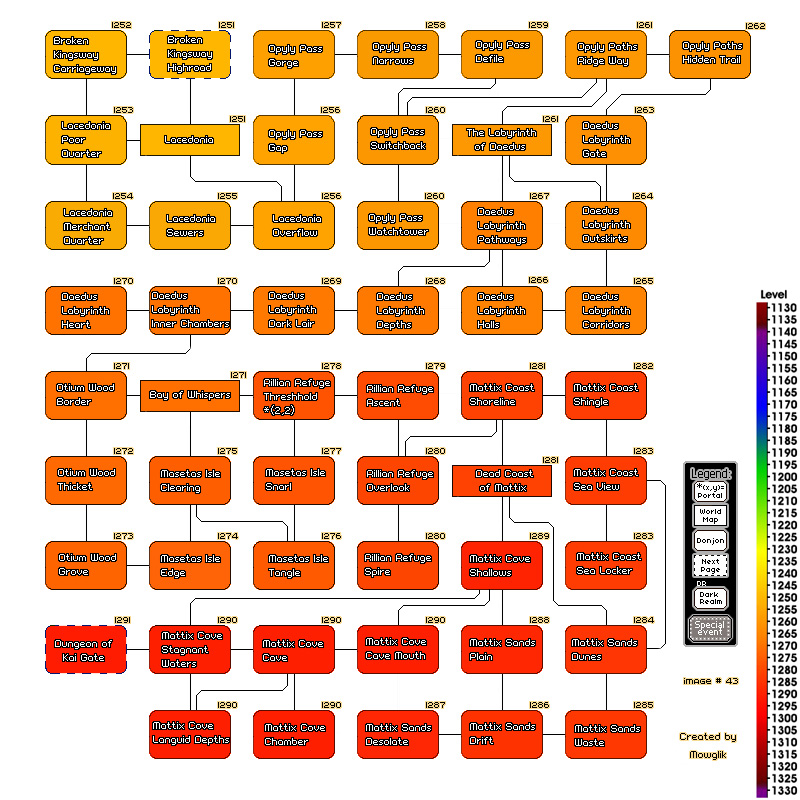 1252
Broken
Kingsway
Carriageway
1251
Broken
Kingsway
Highroad
1257
Opyly Pass
Gorge
1258
Opyly Pass
Narrows
1259
Opyly Pass
Defile
1261
Opyly Paths
Ridge Way
1262
Opyly Paths
Hidden Trail
1253
Lacedonia
Poor
Quarter
1251
Lacedonia
1256
Opyly Pass
Gap
1260
Opyly Pass
Switchback
1261
The Labyrinth
of Daedus
1263
Daedus
Labyrinth
Gate
1254
Lacedonia
Merchant
Quarter
1255
Lacedonia
Sewers
1256
Lacedonia
Overflow
1260
Opyly Pass
Watchtower
1267
Daedus
Labyrinth
Pathways
1264
Daedus
Labyrinth
Outskirts
1270
Daedus
Labyrinth
Heart
1270
Daedus
Labyrinth
Inner Chambers
1269
Daedus
Labyrinth
Dark Lair
1268
Daedus
Labyrinth
Depths
1266
Daedus
Labyrinth
Halls
1265
Daedus
Labyrinth
Corridors
1271
Otium Wood
Border
1271
Bay of Whispers
1278
Rillian Refuge
Threshhold
*(2,2)
1279
Rillian Refuge
Ascent
1281
Mattix Coast
Shoreline
1282
Mattix Coast
Shingle
1272
Otium Wood
Thicket
1275
Masetas Isle
Clearing
1277
Masetas Isle
Snarl
1280
Rillian Refuge
Overlook
1281
Dead Coast
of Mattix
1283
Mattix Coast
Sea View
1273
Otium Wood
Grove
1274
Masetas Isle
Edge
1276
Masetas Isle
Tangle
1280
Rillian Refuge
Spire
1289
Mattix Cove
Shallows
1283
Mattix Coast
Sea Locker
1291
Dungeon of
Kai Gate
1290
Mattix Cove
Stagnant
Waters
1290
Mattix Cove
Cave
1290
Mattix Cove
Cave Mouth
1288
Mattix Sands
Plain
1284
Mattix Sands
Dunes
1290
Mattix Cove
Languid Depths
1290
Mattix Cove
Chamber
1287
Mattix Sands
Desolate
1286
Mattix Sands
Drift
1285
Mattix Sands
Waste
Legend:
*(x,y)=
Portal
World
Map
Donjon
Next
Page
OR
Dark
Realm
Special
event
image # 43
Created by
Mowglik
Level
1130
1135
1140
1145
1150
1155
1160
1165
1170
1175
1180
1185
1190
1195
1200
1205
1210
1215
1220
1225
1230
1235
1240
1245
1250
1255
1260
1265
1270
1275
1280
1285
1290
1295
1300
1305
1310
1315
1320
1325
1330